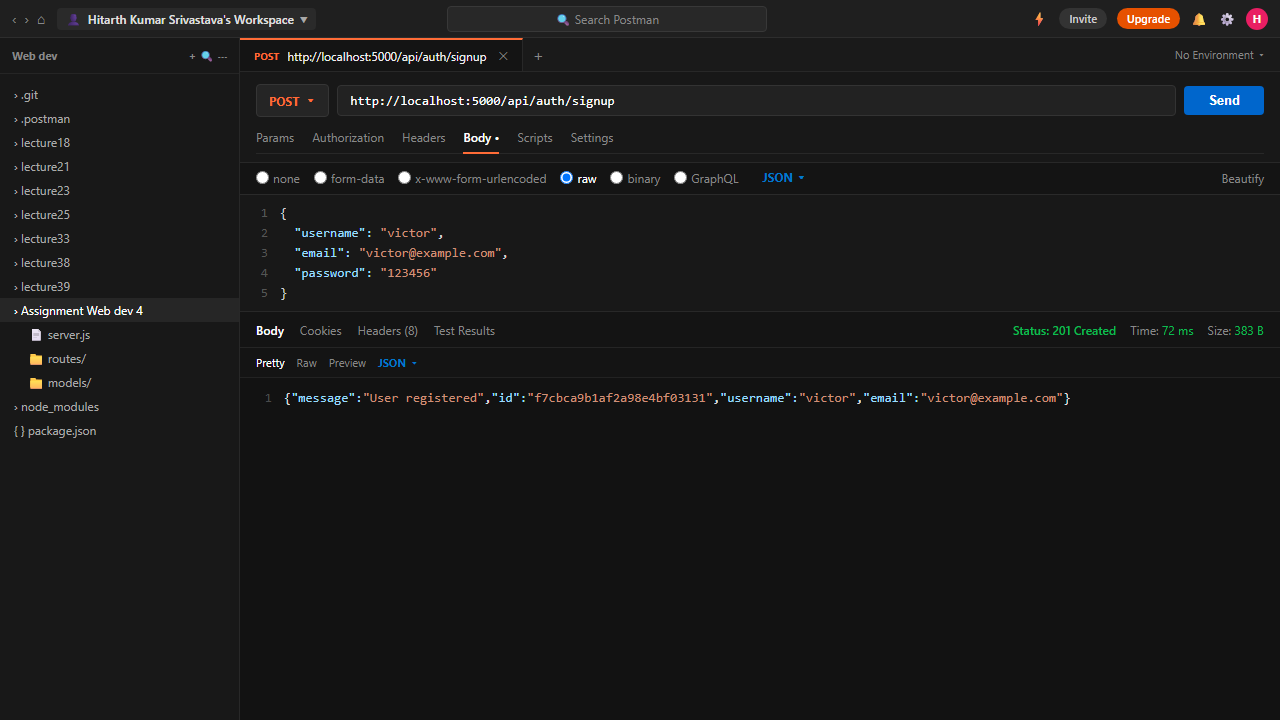 Hitarth Kumar Srivastava's Workspace
Search Postman
Invite
Upgrade
H
Web dev
POST http://localhost:5000/api/auth/signup
No Environment
.git
.postman
lecture18
lecture21
lecture23
lecture25
lecture33
lecture38
lecture39
Assignment Web dev 4
server.js
routes/
models/
node_modules
{ } package.json
POST
http://localhost:5000/api/auth/signup
Send
Params Authorization Headers Body • Scripts Settings
none form-data x-www-form-urlencoded raw binary GraphQL JSON Beautify
1 {
2 "username": "victor",
3 "email": "victor@example.com",
4 "password": "123456"
5 }
Body Cookies Headers (8) Test Results Status: 201 Created Time: 72 ms Size: 383 B
Pretty Raw Preview JSON
1 {"message":"User registered","id":"f7cbca9b1af2a98e4bf03131","username":"victor","email":"victor@example.com"}